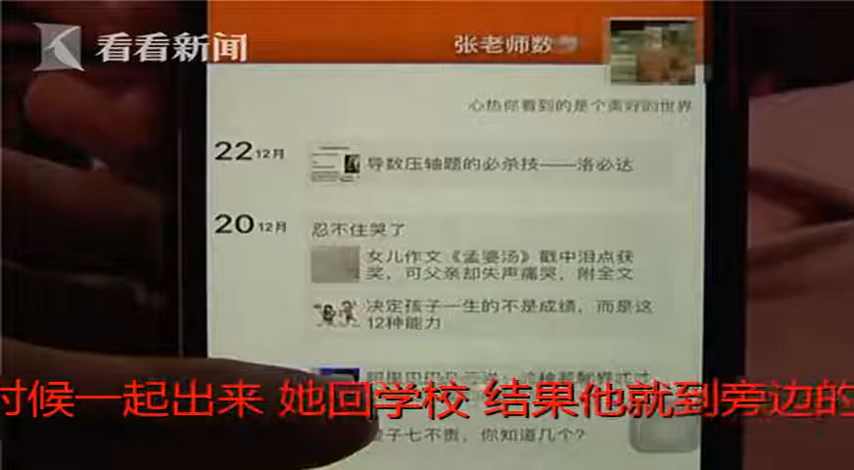 看看新闻
张老师数
心热你看到的是个美好的世界
22 12月
导数压轴题的必杀技——洛必达
20 12月
忍不住哭了
女儿作文《孟婆汤》戳中泪点获
奖,可父亲却失声痛哭,附全文
决定孩子一生的不是成绩,而是这
12种能力
时候一起出来 她回学校 结果他就到旁边的
子七不责,你知道几个?